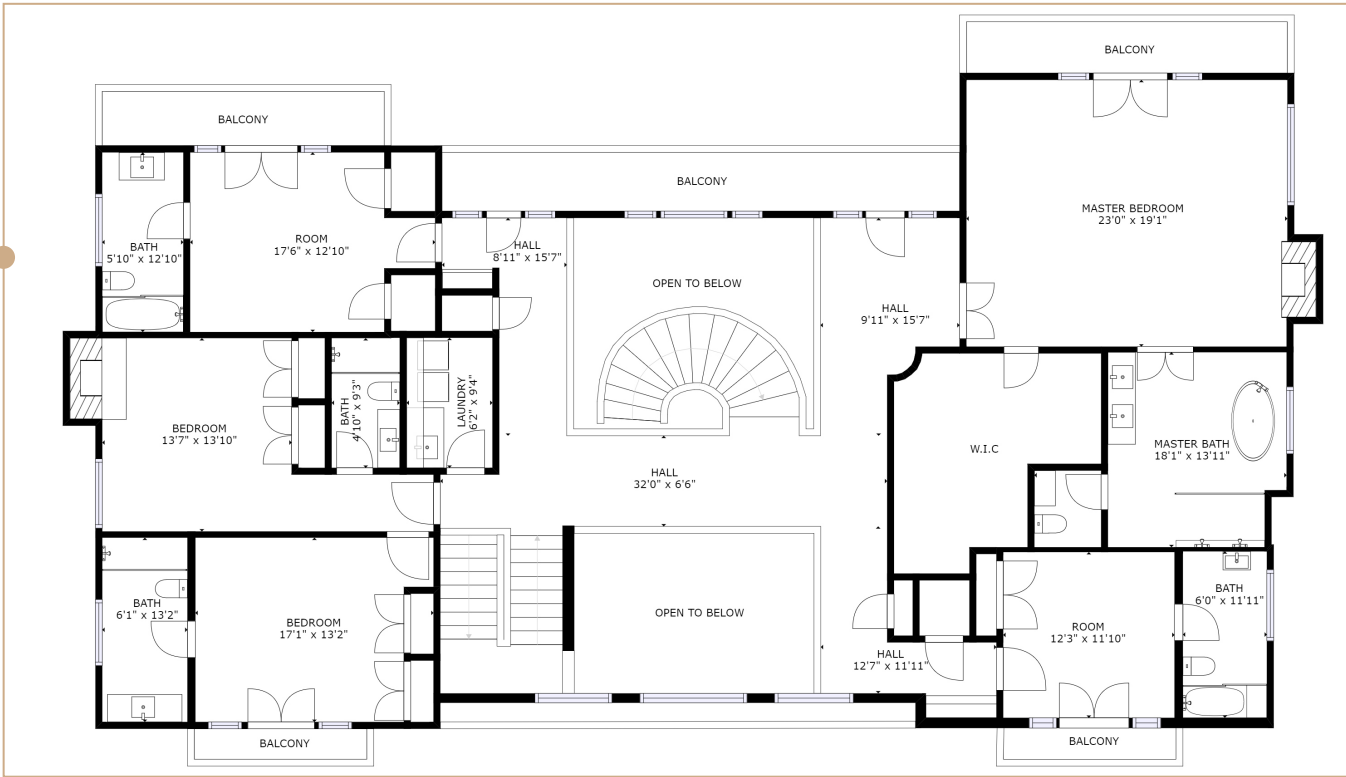 BALCONY
BALCONY
BALCONY
BATH
5'10" x 12'10"
ROOM
17'6" x 12'10"
HALL
8'11" x 15'7"
OPEN TO BELOW
HALL
9'11" x 15'7"
MASTER BEDROOM
23'0" x 19'1"
BEDROOM
13'7" x 13'10"
BATH
4'10" x 9'3"
LAUNDRY
6'2" x 9'4"
HALL
32'0" x 6'6"
W.I.C
MASTER BATH
18'1" x 13'11"
BATH
6'1" x 13'2"
BEDROOM
17'1" x 13'2"
OPEN TO BELOW
HALL
12'7" x 11'11"
ROOM
12'3" x 11'10"
BATH
6'0" x 11'11"
BALCONY
BALCONY